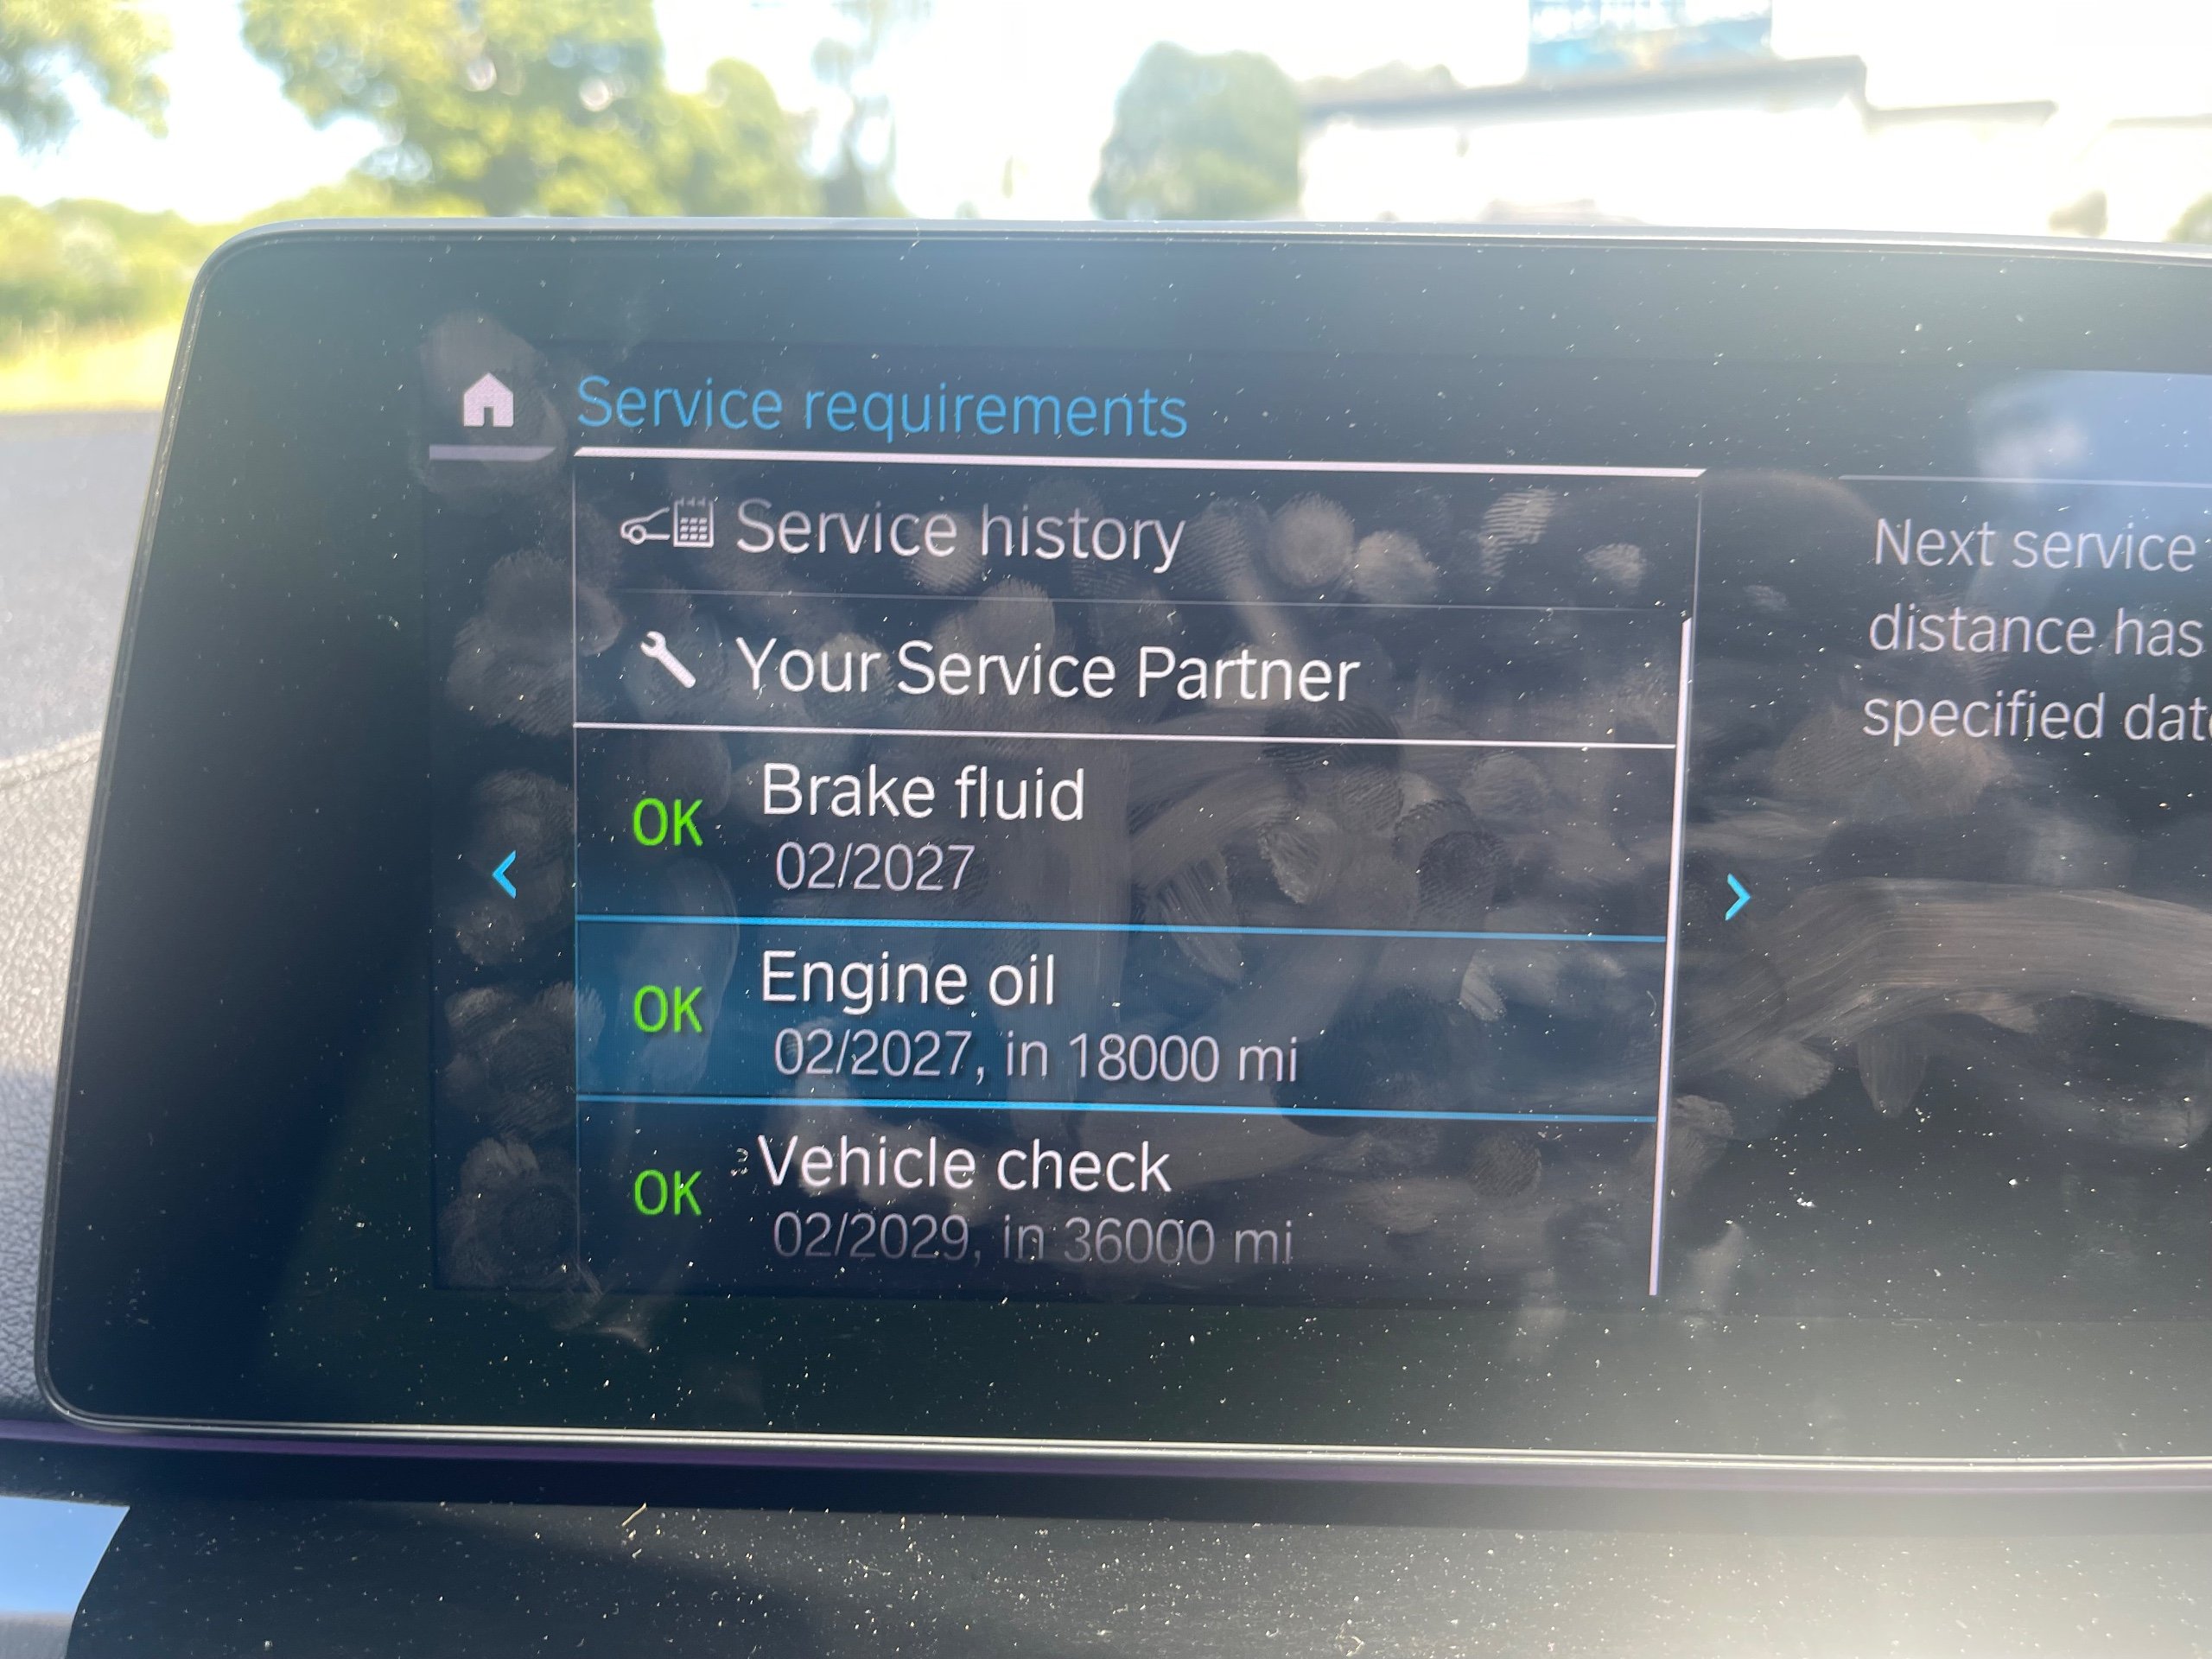 Service requirements
Service history
Your Service Partner
OK Brake fluid
02/2027
OK Engine oil
02/2027, in 18000 mi
OK Vehicle check
02/2029, in 36000 mi
Next service
distance has
specified